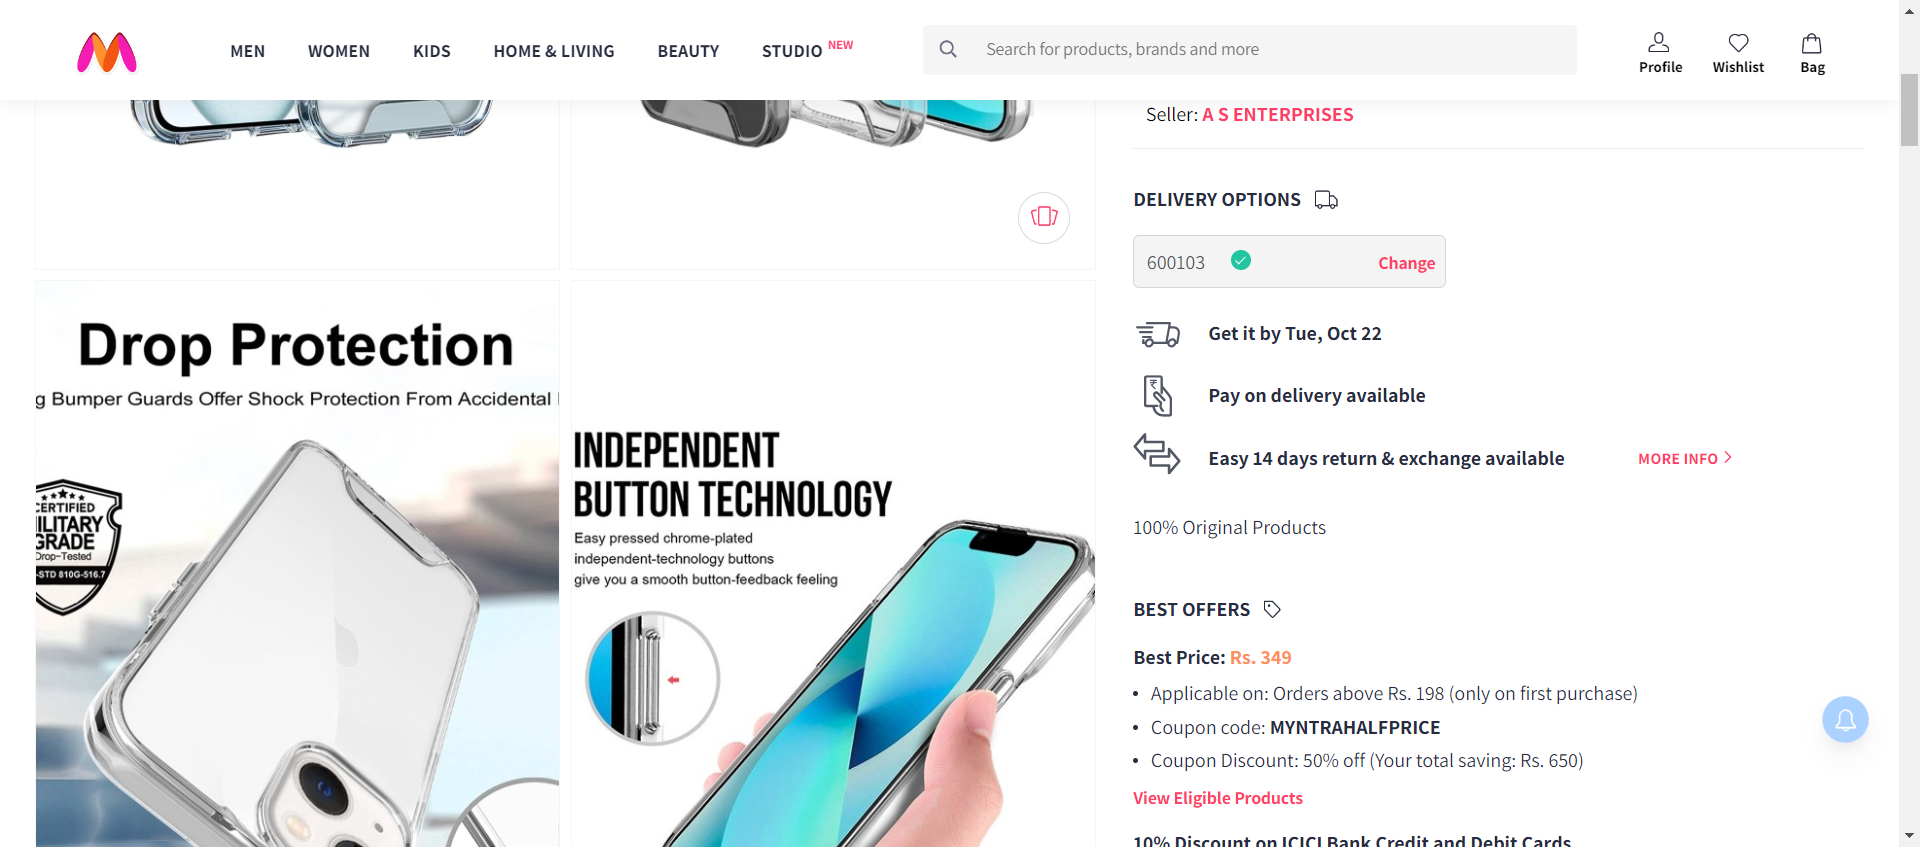 MEN WOMEN KIDS HOME & LIVING BEAUTY STUDIO NEW
Search for products, brands and more
Profile Wishlist Bag
Seller: A S ENTERPRISES
DELIVERY OPTIONS
600103 Change
Get it by Tue, Oct 22
Pay on delivery available
Easy 14 days return & exchange available MORE INFO >
100% Original Products
BEST OFFERS
Best Price: Rs. 349
• Applicable on: Orders above Rs. 198 (only on first purchase)
• Coupon code: MYNTRAHALFPRICE
• Coupon Discount: 50% off (Your total saving: Rs. 650)
View Eligible Products
10% Discount on ICICI Bank Credit and Debit Cards
Drop Protection
g Bumper Guards Offer Shock Protection From Accidental
CERTIFIED
ILITARY
GRADE
Drop-Tested
-STD 810G-516.7
INDEPENDENT
BUTTON TECHNOLOGY
Easy pressed chrome-plated
independent-technology buttons
give you a smooth button-feedback feeling